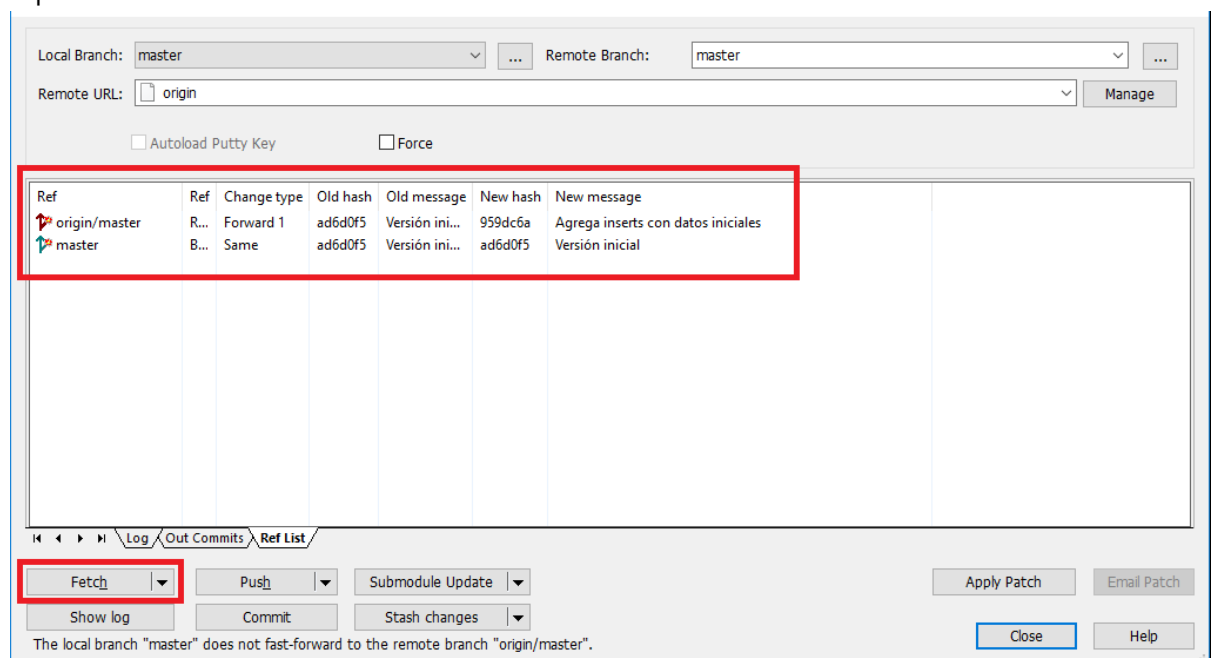 Local Branch: master ... Remote Branch: master ...
Remote URL: origin Manage
Autoload Putty Key Force
Ref Ref Change type Old hash Old message New hash New message
origin/master R... Forward 1 ad6d0f5 Versión ini... 959dc6a Agrega inserts con datos iniciales
master B... Same ad6d0f5 Versión ini... ad6d0f5 Versión inicial
Log Out Commits Ref List
Fetch Push Submodule Update Apply Patch Email Patch
Show log Commit Stash changes
The local branch "master" does not fast-forward to the remote branch "origin/master". Close Help